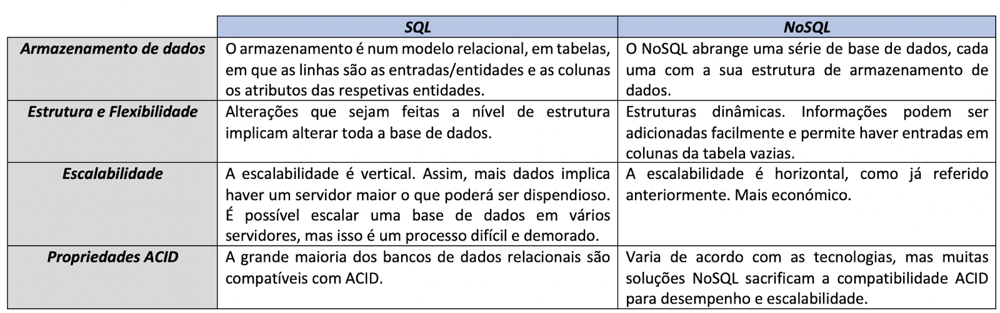 SQL
NoSQL
Armazenamento de dados
O armazenamento é num modelo relacional, em tabelas,
em que as linhas são as entradas/entidades e as colunas
os atributos das respetivas entidades.
O NoSQL abrange uma série de base de dados, cada
uma com a sua estrutura de armazenamento de
dados.
Estrutura e Flexibilidade
Alterações que sejam feitas a nível de estrutura
implicam alterar toda a base de dados.
Estruturas dinâmicas. Informações podem ser
adicionadas facilmente e permite haver entradas em
colunas da tabela vazias.
Escalabilidade
A escalabilidade é vertical. Assim, mais dados implica
haver um servidor maior o que poderá ser dispendioso.
É possível escalar uma base de dados em vários
servidores, mas isso é um processo difícil e demorado.
A escalabilidade é horizontal, como já referido
anteriormente. Mais económico.
Propriedades ACID
A grande maioria dos bancos de dados relacionais são
compatíveis com ACID.
Varia de acordo com as tecnologias, mas muitas
soluções NoSQL sacrificam a compatibilidade ACID
para desempenho e escalabilidade.